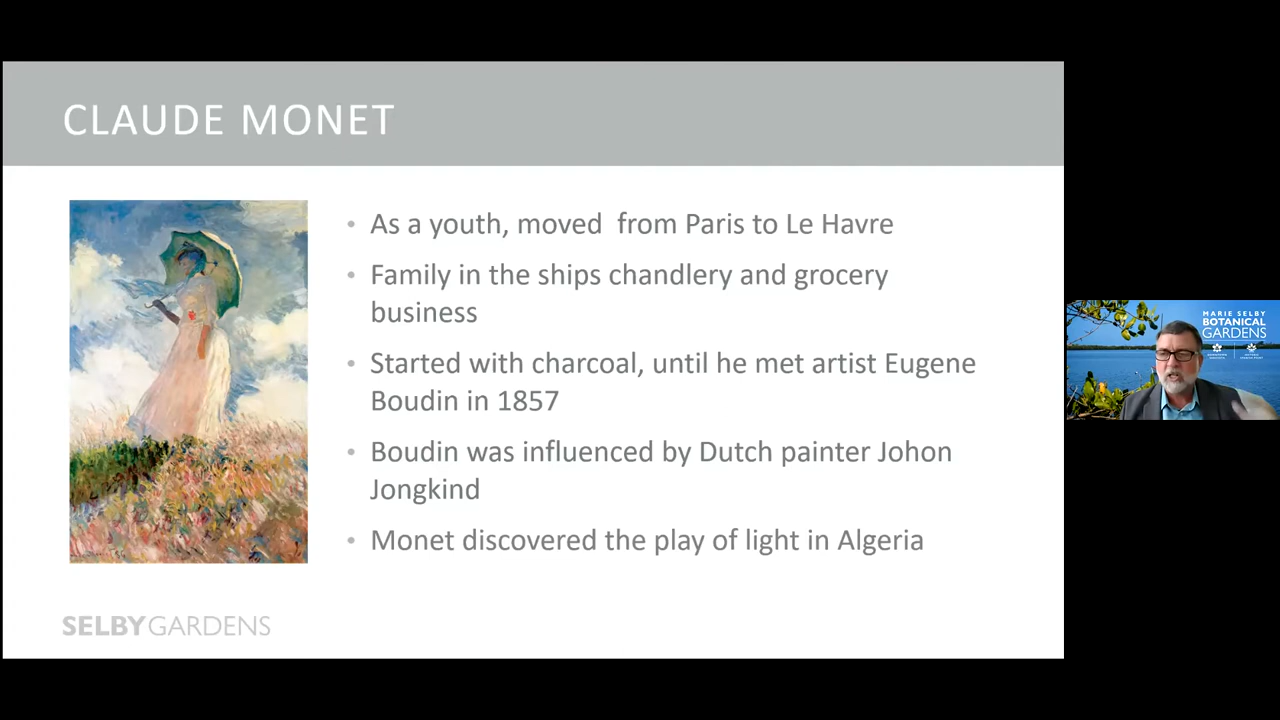 CLAUDE MONET
• As a youth, moved  from Paris to Le Havre
• Family in the ships chandlery and grocery
business
• Started with charcoal, until he met artist Eugene
Boudin in 1857
• Boudin was influenced by Dutch painter Johon
Jongkind
• Monet discovered the play of light in Algeria
SELBYGARDENS
MARIE SELBY
BOTANICAL
GARDENS